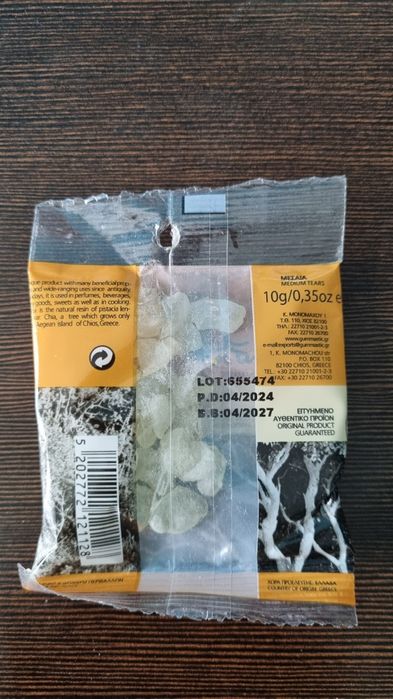 que product with many beneficial prop-
and wide-ranging uses since antiquity.
days, it is used in perfumes, beverages,
goods, sweets as well as in cooking.
is the natural resin of pistacia len-
var Chia, a tree which grows only
Aegean island of Chios, Greece.
5 202772 121128
ΜΕΣΑΙΑ
MEDIUM TEARS
10g/0,35oz e
Κ. ΜΟΝΟΜΑΧΟΥ 1
Τ.Θ. 110, ΧΙΟΣ 82100
ΤΗΛ.: 22710 21001-2-3
FAX: 22710 26700
www.gummastic.gr
e-mail:exports@gummastic.gr
1, K. MONOMACHOU str
P.O. BOX 110
82100 CHIOS, GREECE
TEL.: +30 22710 21001-2-3
FAX: +30 22710 26700
LOT:655474
P.D:04/2024
B.B:04/2027
ΕΓΓΥΗΜΕΝΟ
ΑΥΘΕΝΤΙΚΟ ΠΡΟΪΟΝ
ORIGINAL PRODUCT
GUARANTEED
ΧΩΡΑ ΠΡΟΕΛΕΥΣΗΣ: ΕΛΛΑΔΑ
COUNTRY OF ORIGIN: GREECE